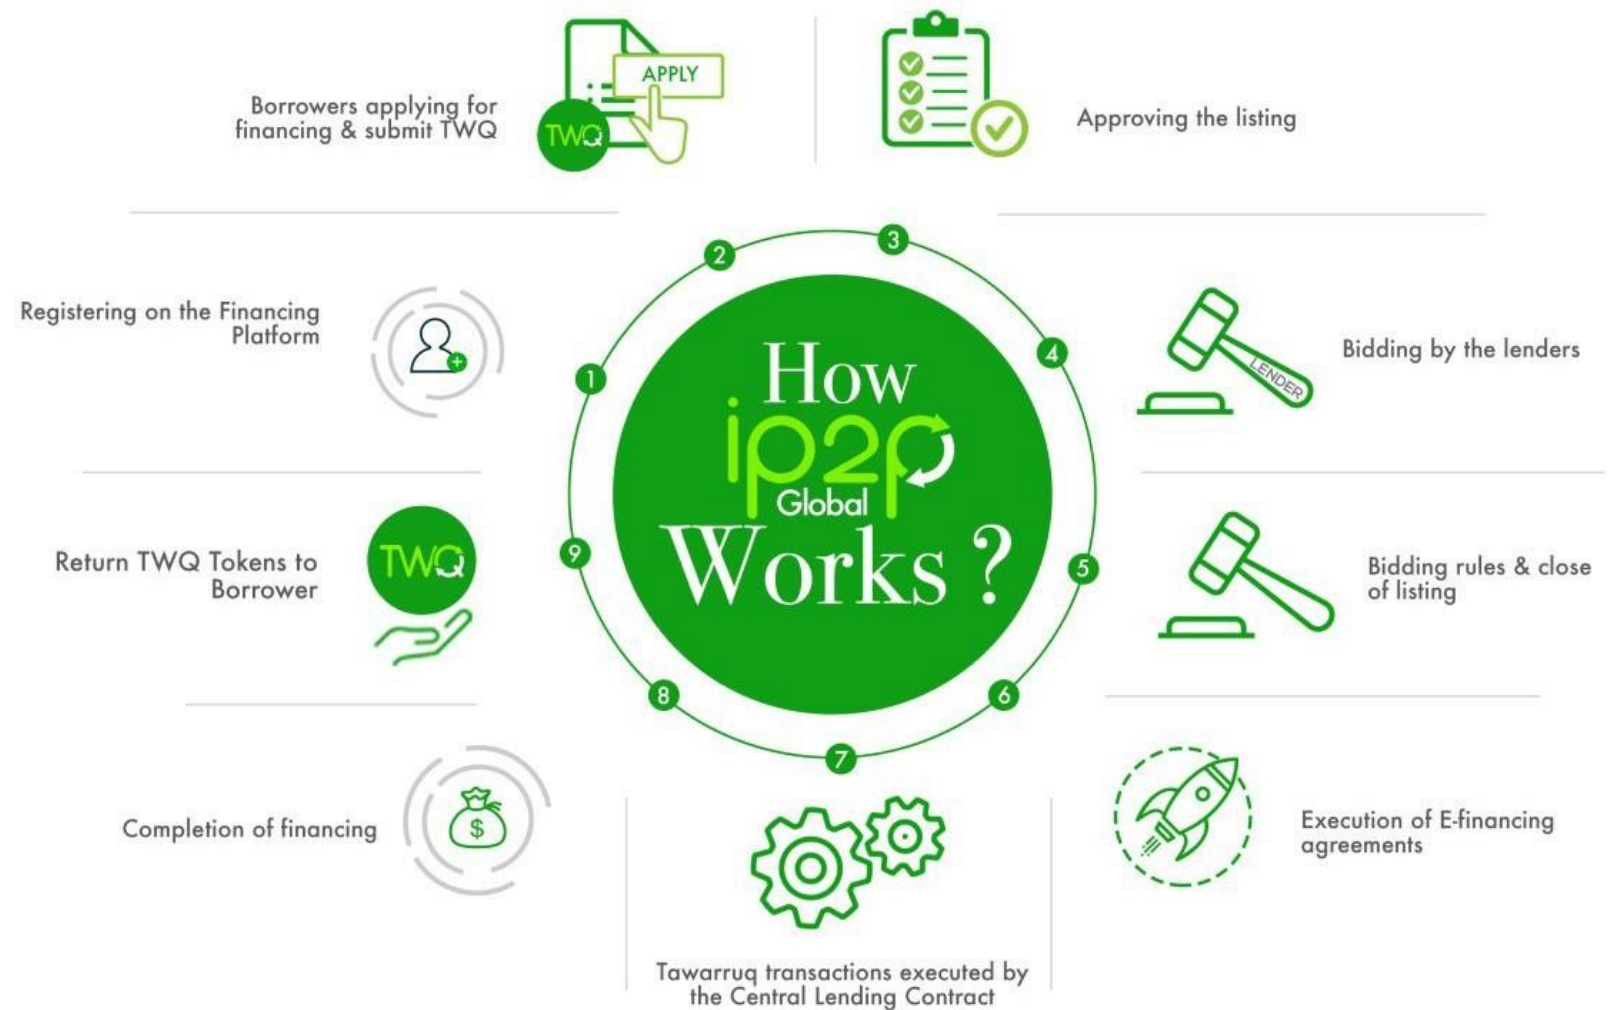 How
ip2p
Global
Works ?
1
Registering on the Financing
Platform
2
Borrowers applying for
financing & submit TWQ
APPLY
TWQ
3
Approving the listing
4
Bidding by the lenders
LENDER
5
Bidding rules & close
of listing
6
Execution of E-financing
agreements
7
Tawarruq transactions executed by
the Central Lending Contract
8
Completion of financing
$
9
Return TWQ Tokens to
Borrower
TWQ